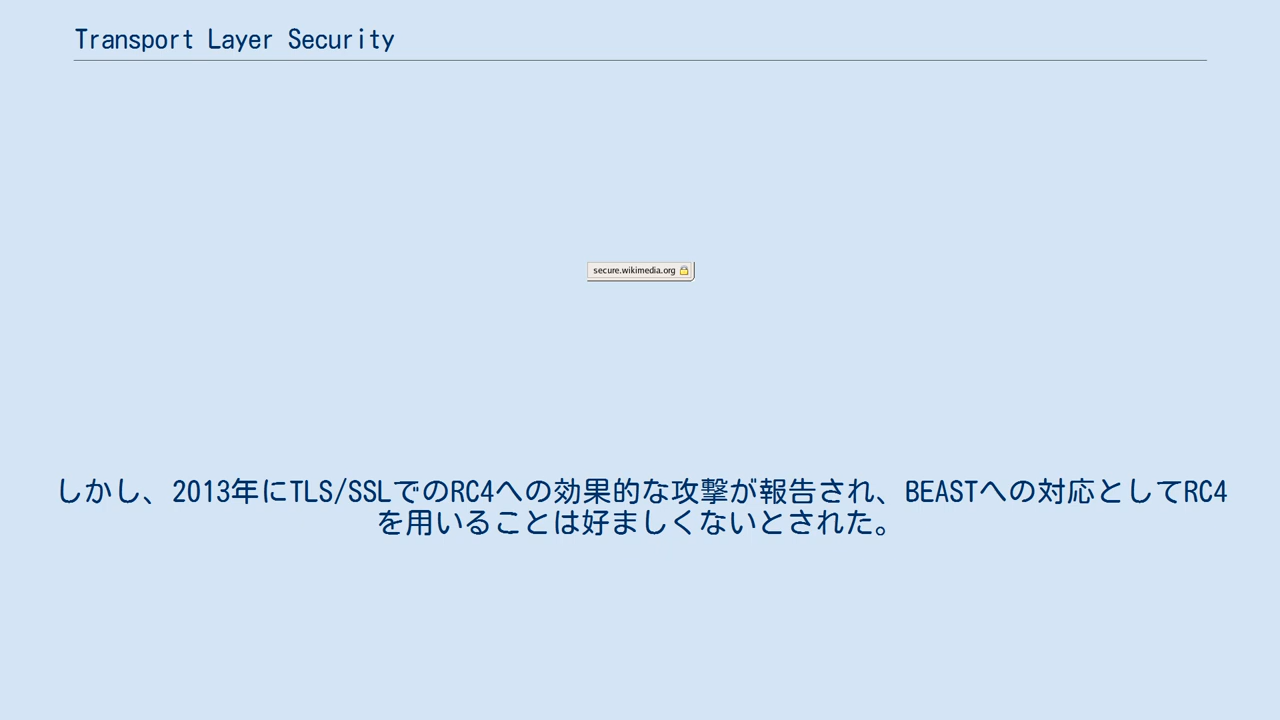 Transport Layer Security
secure.wikimedia.org
しかし、2013年にTLS/SSLでのRC4への効果的な攻撃が報告され、BEASTへの対応としてRC4
を用いることは好ましくないとされた。